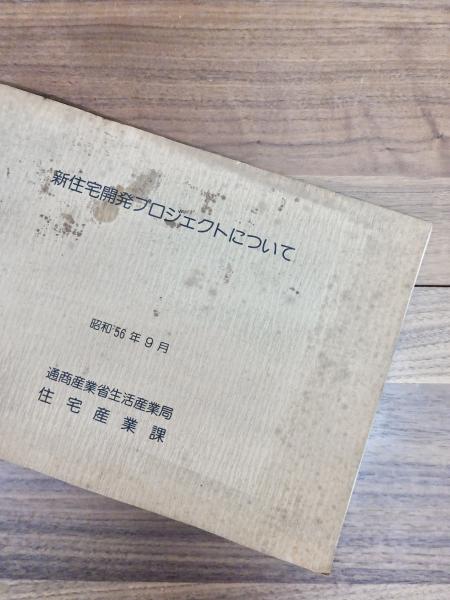 新住宅開発プロジェクトについて
昭和'56年9月
通商産業省生活産業局
住宅産業課